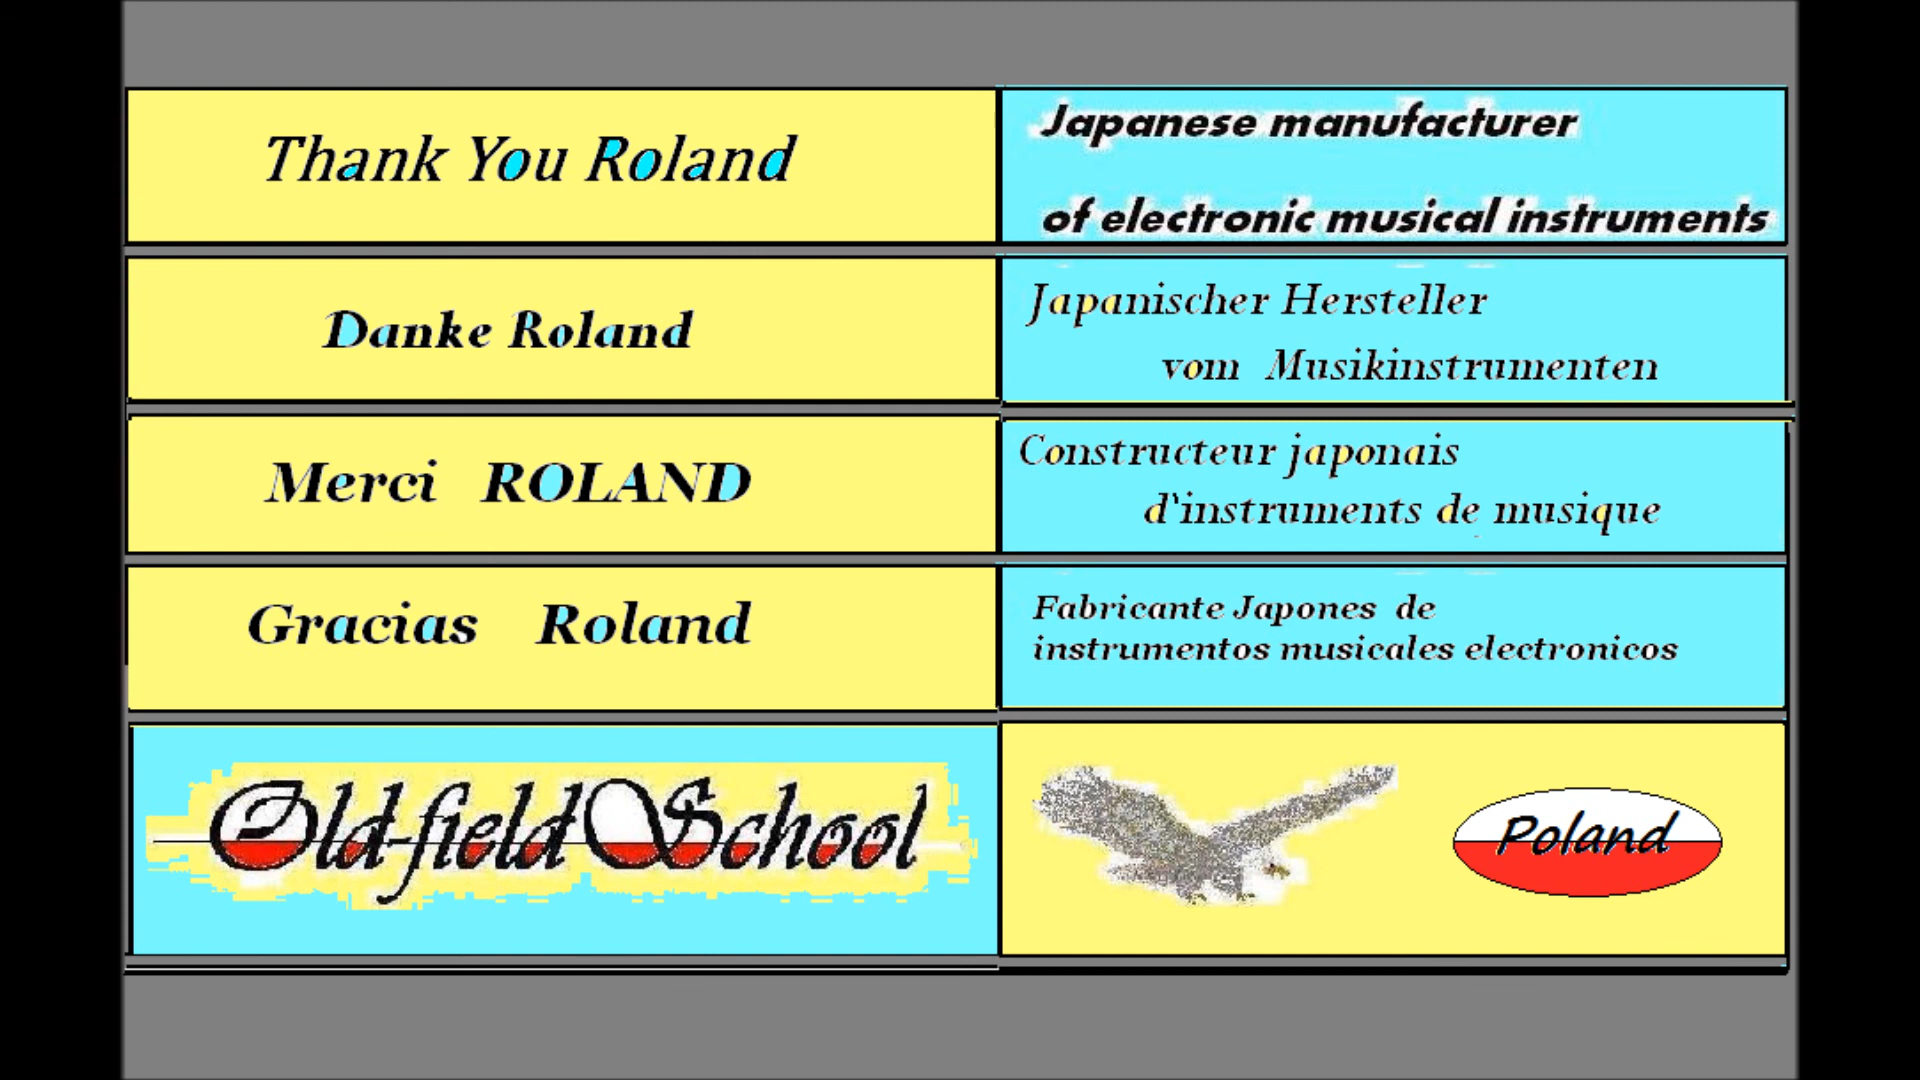 Thank You Roland
Japanese manufacturer
of electronic musical instruments
Danke Roland
Japanischer Hersteller
vom Musikinstrumenten
Merci ROLAND
Constructeur japonais
d'instruments de musique
Gracias Roland
Fabricante Japones de
instrumentos musicales electronicos
Old-field School
Poland